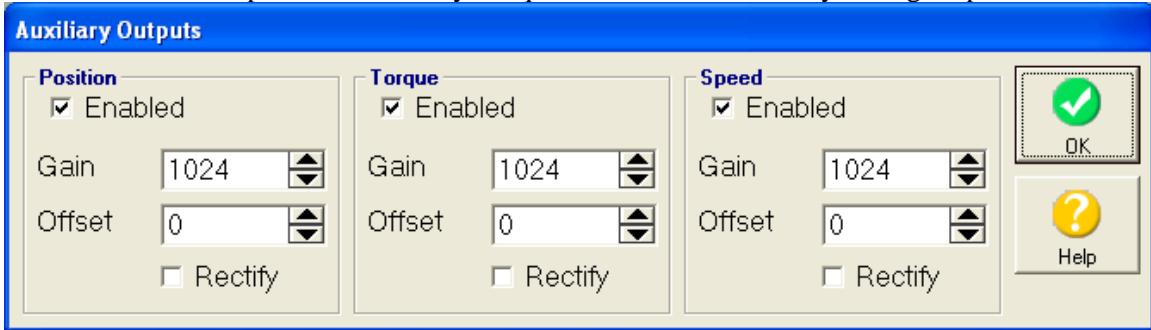 Auxiliary Outputs
Position
Enabled
Gain 1024
Offset 0
Rectify
Torque
Enabled
Gain 1024
Offset 0
Rectify
Speed
Enabled
Gain 1024
Offset 0
Rectify
OK
Help